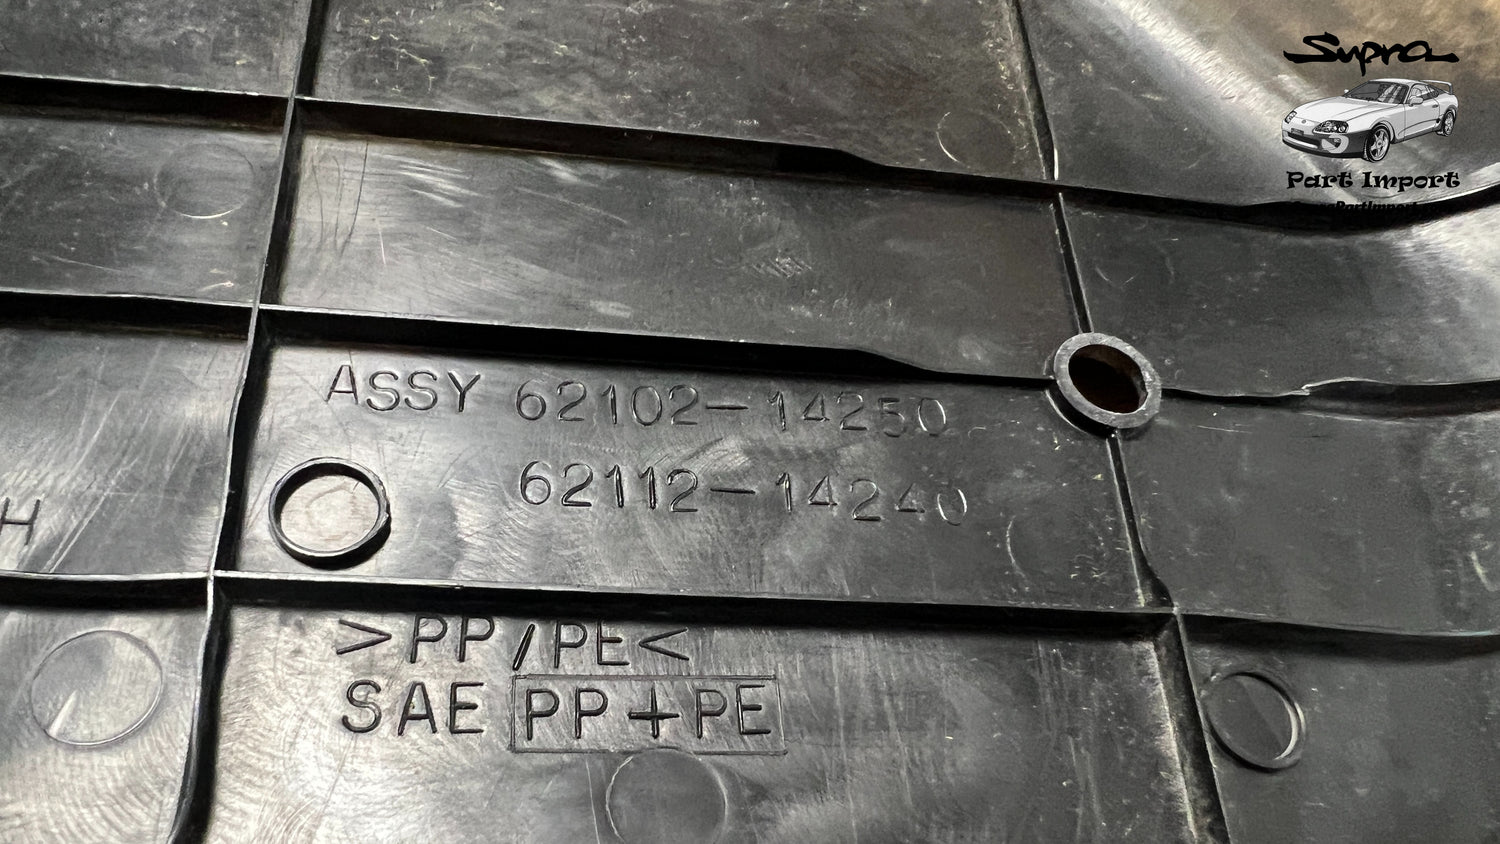 Supra
Part Import
ASSY 62102-14250
62112-14240
H
>PP/PE<
SAE PP+PE